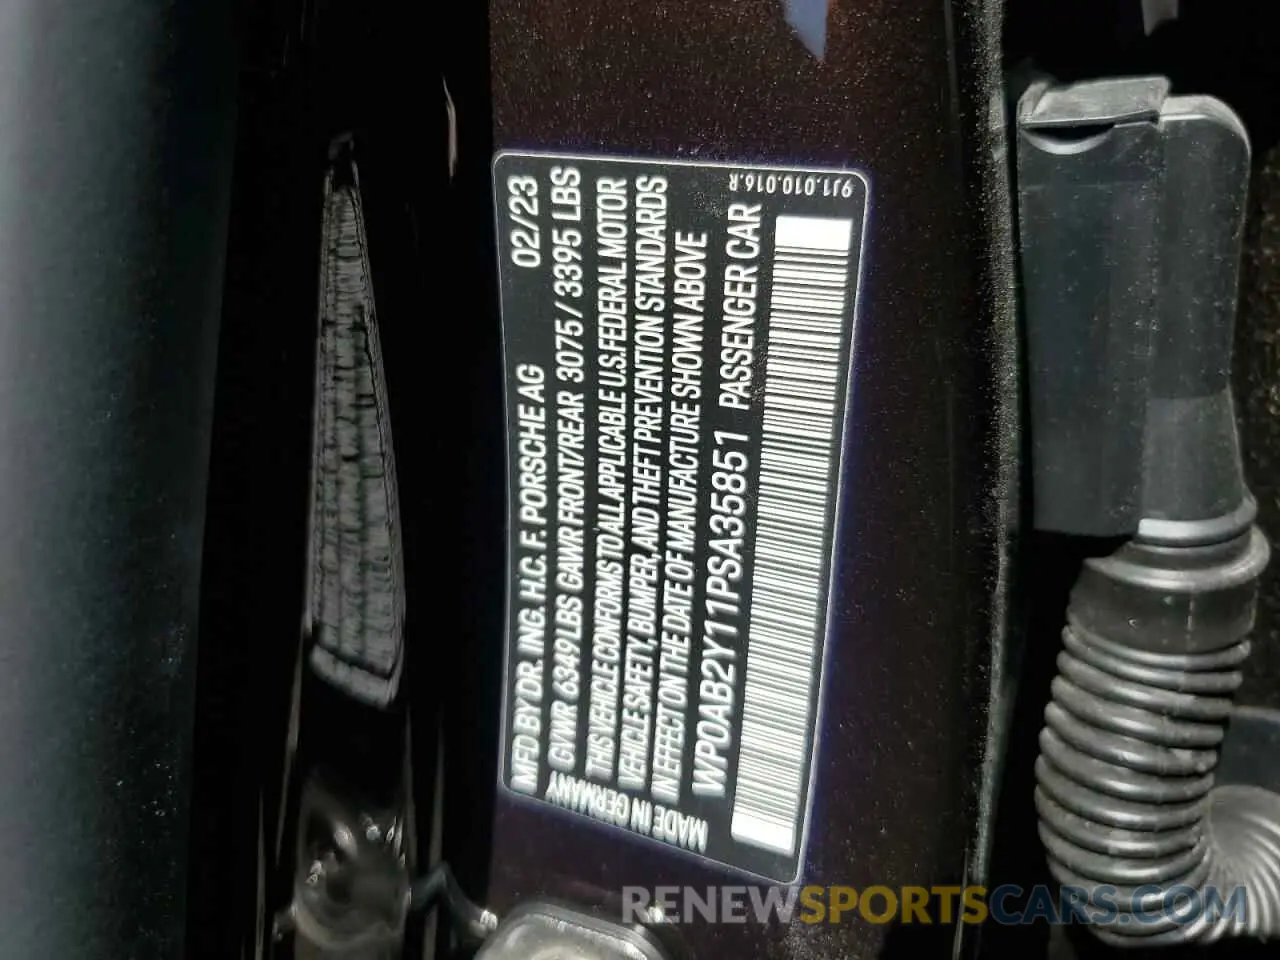 MFD BY DR. ING. H.C. F. PORSCHE AG 02/23
GVWR 6349 LBS GAWR FRONT/REAR 3075 / 3395 LBS
THIS VEHICLE CONFORMS TO ALL APPLICABLE U.S. FEDERAL MOTOR
VEHICLE SAFETY, BUMPER, AND THEFT PREVENTION STANDARDS
IN EFFECT ON THE DATE OF MANUFACTURE SHOWN ABOVE
WP0AB2Y11PSA35851 PASSENGER CAR
MADE IN GERMANY
9J1.010.016.R
RENEWSPORTSCARS.COM